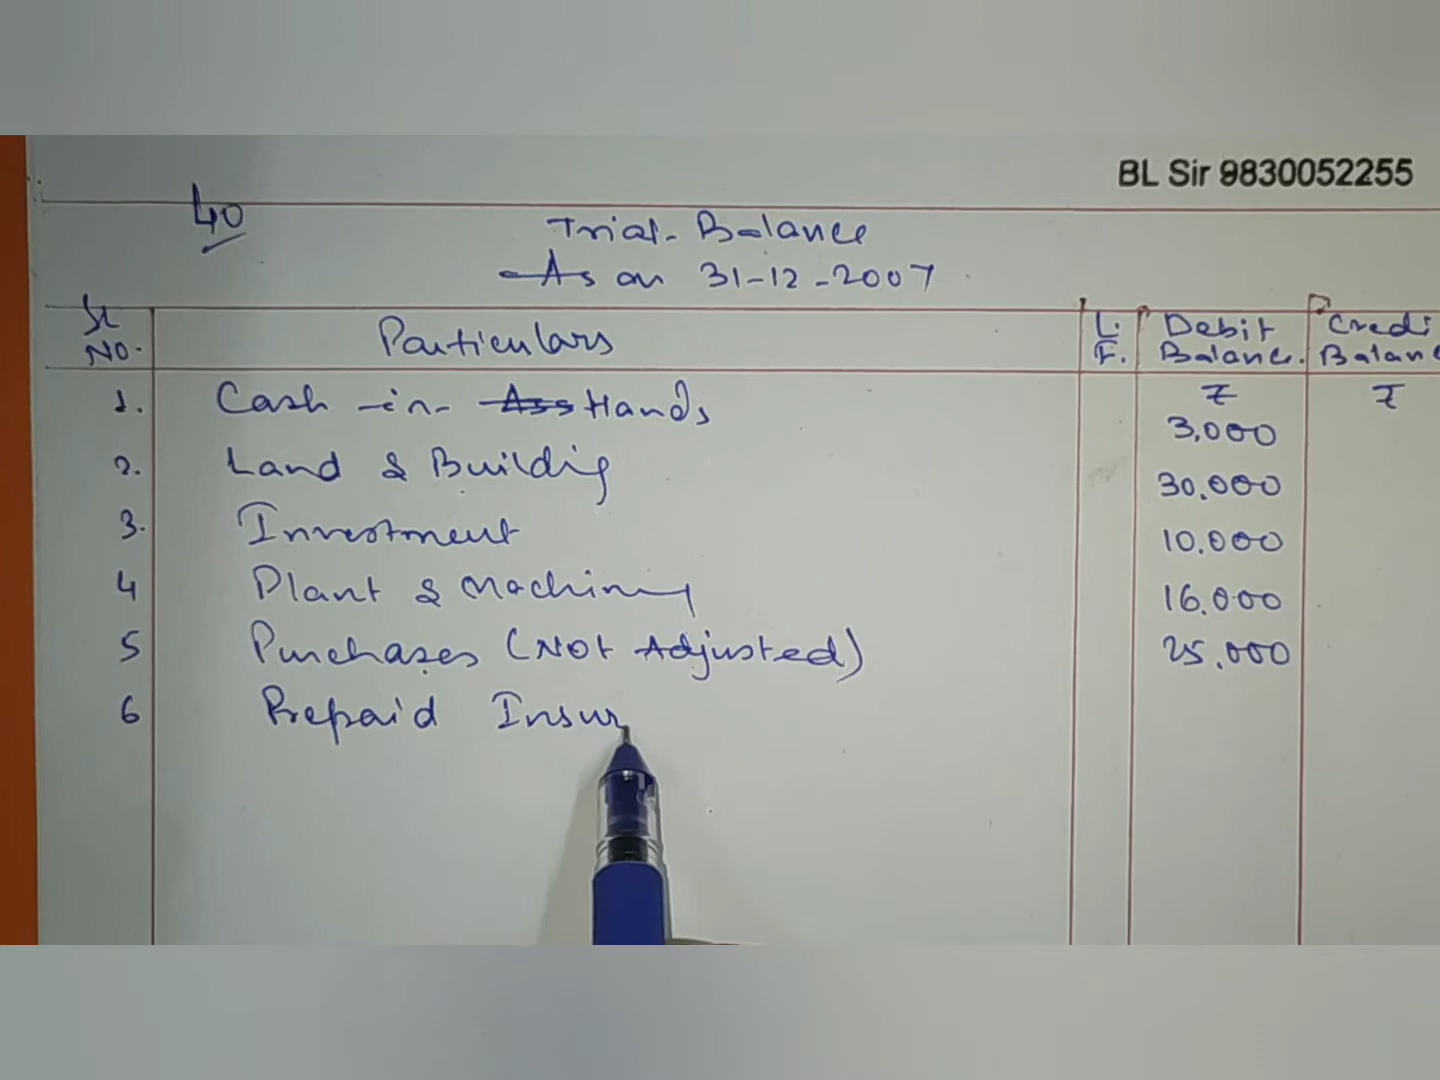 BL Sir 9830052255
40
Trial Balance
As on 31-12-2007
Sl No. Particulars L.F. Debit Balance. Credi Balanc
₹ ₹
1. Cash-in-Hands 3,000
2. Land & Building 30,000
3. Investment 10,000
4 Plant & Machinery 16,000
5 Purchases (Not Adjusted) 25,000
6 Prepaid Insur